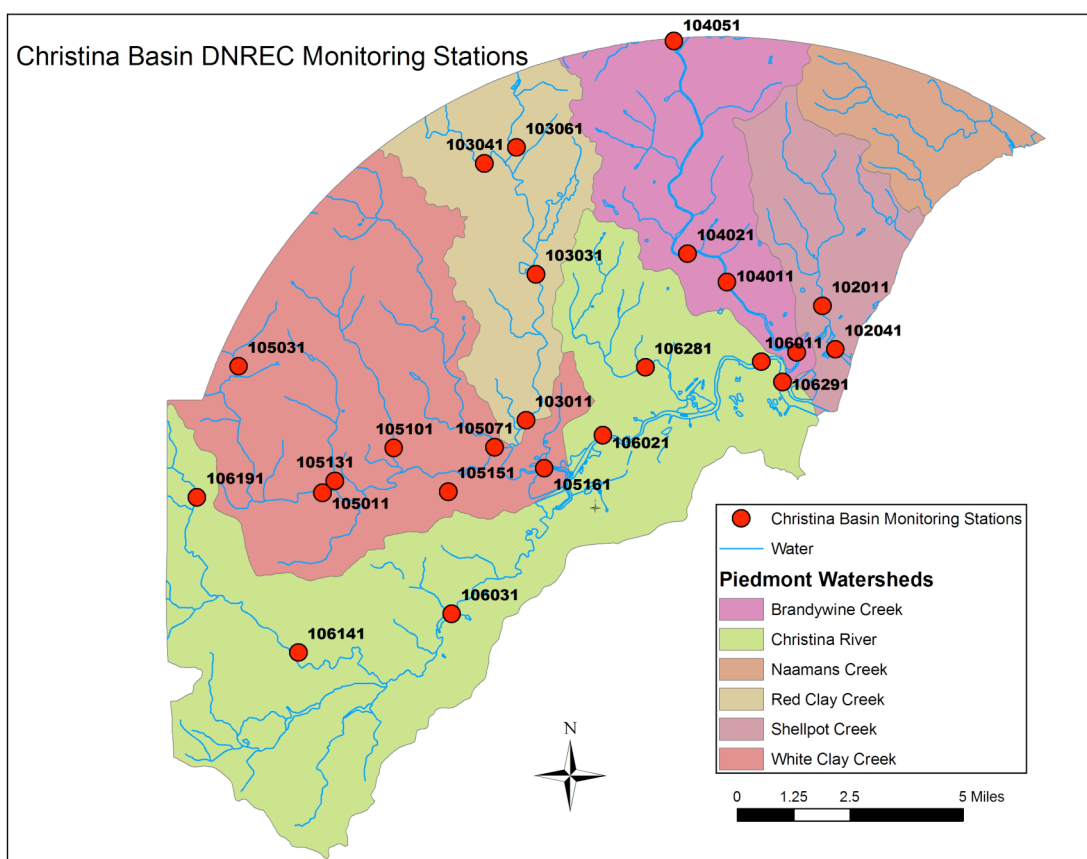 104051
Christina Basin DNREC Monitoring Stations
103061
103041
104021
103031
104011
102011
102041
106011
105031
106281
106291
103011
105071
105101
106021
105131
105151
105161
106191
105011
Christina Basin Monitoring Stations
Water
Piedmont Watersheds
Brandywine Creek
106031
Christina River
106141
Naamans Creek
Red Clay Creek
N
Shellpot Creek
White Clay Creek
0 1.25 2.5 5 Miles